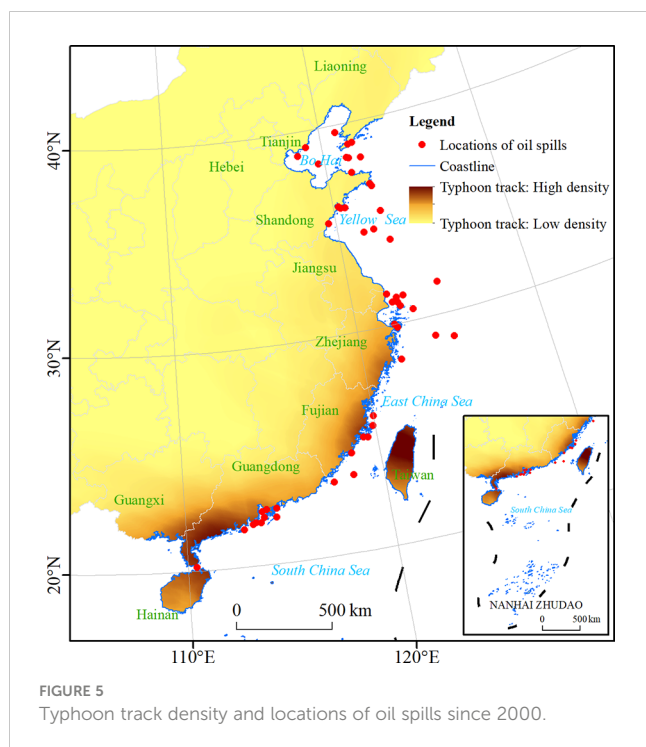 Liaoning
Legend
Locations of oil spills
Coastline
Typhoon track: High density
Typhoon track: Low density
40°N
Tianjin
Bo Hai
Hebei
Shandong
Yellow Sea
Jiangsu
30°N
Zhejiang
East China Sea
Fujian
Guangdong
Taiwan
Guangxi
South China Sea
20°N
South China Sea
Hainan
0 500 km
NANHAI ZHUDAO
0 500 km
110°E
120°E
FIGURE 5
Typhoon track density and locations of oil spills since 2000.